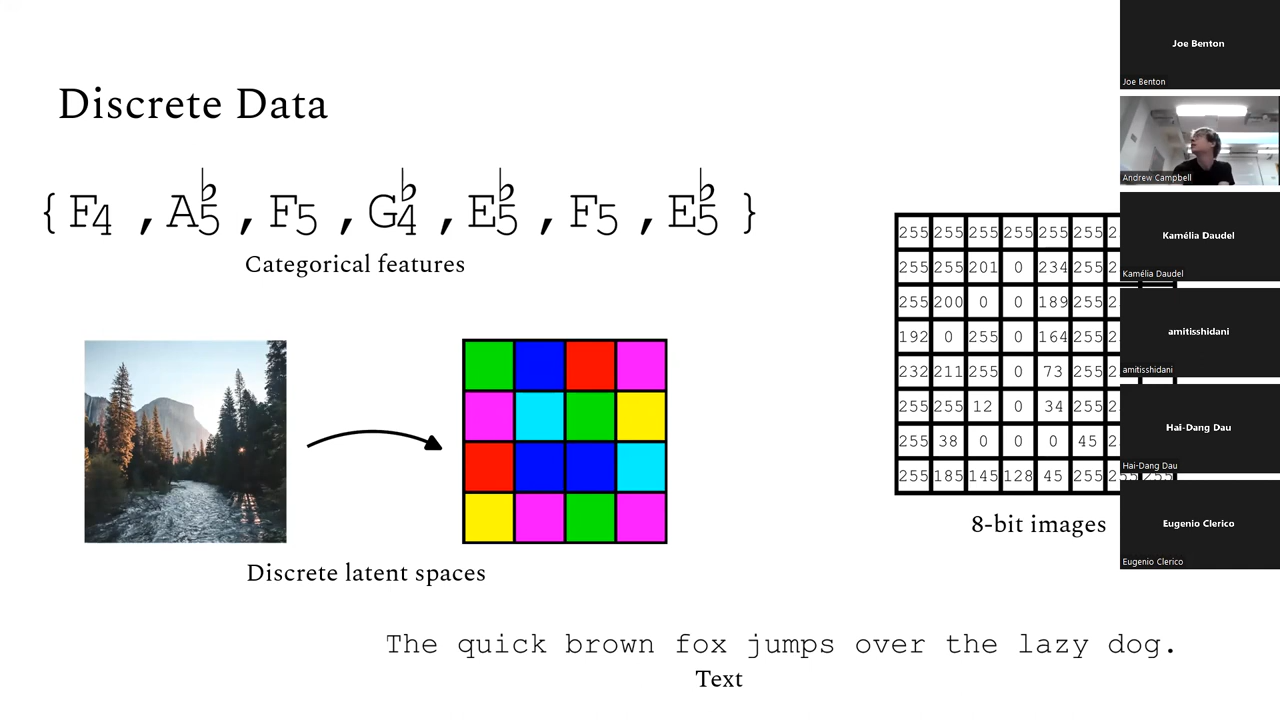 Discrete Data
{ F4 , A♭5 , F5 , G♭4 , E♭5 , F5 , E♭5 }
Categorical features
Discrete latent spaces
255 255 255 255 255 255
255 255 201 0 234 255
255 200 0 0 189 255
192 0 255 0 164 255
232 211 255 0 73 255
255 255 12 0 34 255
255 38 0 0 0 45
255 185 145 128 45 255 255 255
8-bit images
The quick brown fox jumps over the lazy dog.
Text
Joe Benton
Joe Benton
Andrew Campbell
Kamélia Daudel
Kamélia Daudel
amitisshidani
amitisshidani
Hai-Dang Dau
Hai-Dang Dau
Eugenio Clerico
Eugenio Clerico